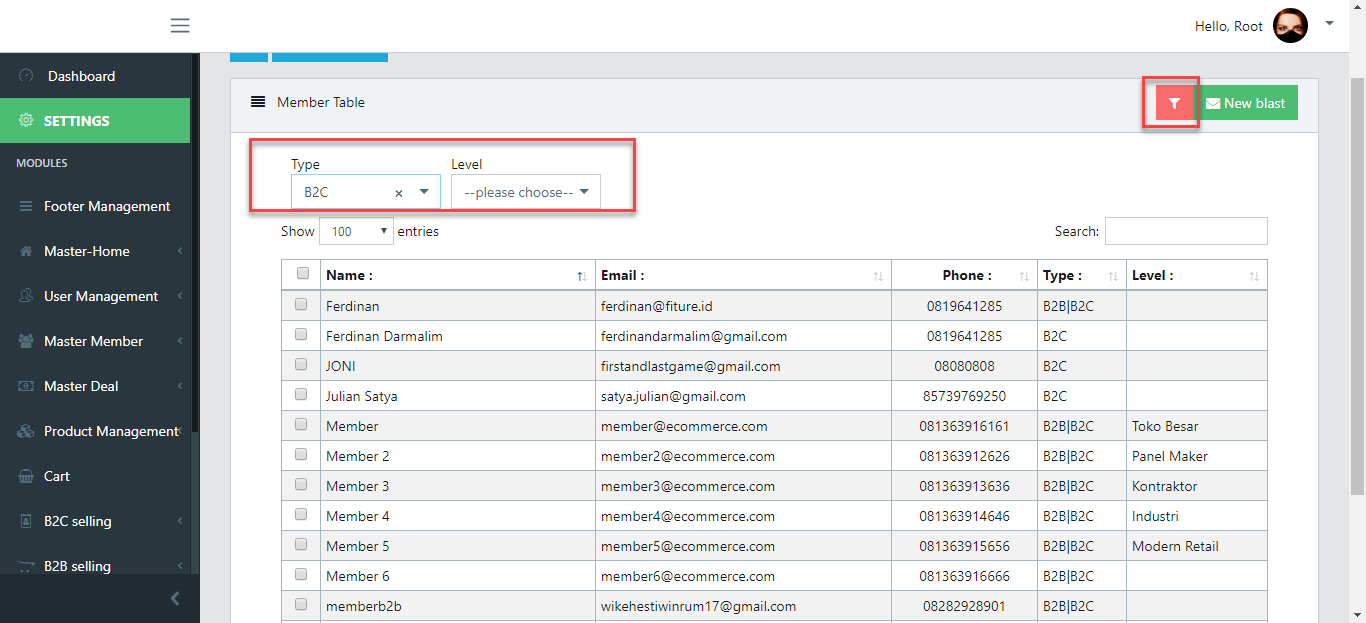 Hello, Root
Dashboard
SETTINGS
MODULES
Footer Management
Master-Home
User Management
Master Member
Master Deal
Product Management
Cart
B2C selling
B2B selling
Member Table
New blast
Type Level
B2C × --please choose--
Show 100 entries Search:
Name : Email : Phone : Type : Level :
Ferdinan ferdinan@fiture.id 0819641285 B2B|B2C
Ferdinan Darmalim ferdinandarmalim@gmail.com 0819641285 B2C
JONI firstandlastgame@gmail.com 08080808 B2C
Julian Satya satya.julian@gmail.com 85739769250 B2C
Member member@ecommerce.com 081363916161 B2B|B2C Toko Besar
Member 2 member2@ecommerce.com 081363912626 B2B|B2C Panel Maker
Member 3 member3@ecommerce.com 081363913636 B2B|B2C Kontraktor
Member 4 member4@ecommerce.com 081363914646 B2B|B2C Industri
Member 5 member5@ecommerce.com 081363915656 B2B|B2C Modern Retail
Member 6 member6@ecommerce.com 081363916666 B2B|B2C
memberb2b wikehestiwinrum17@gmail.com 08282928901 B2B|B2C